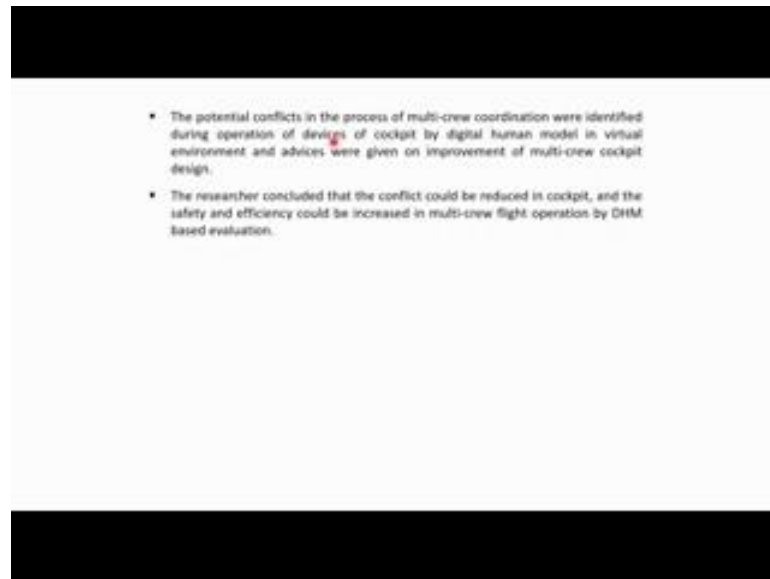 ▪ The potential conflicts in the process of multi-crew coordination were identified
during operation of devices of cockpit by digital human model in virtual
environment and advices were given on improvement of multi-crew cockpit
design.
▪ The researcher concluded that the conflict could be reduced in cockpit, and the
safety and efficiency could be increased in multi-crew flight operation by DHM
based evaluation.